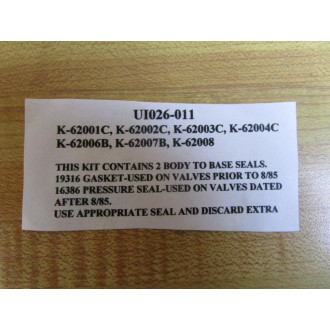 UI026-011
K-62001C, K-62002C, K-62003C, K-62004C
K-62006B, K-62007B, K-62008
THIS KIT CONTAINS 2 BODY TO BASE SEALS.
19316 GASKET-USED ON VALVES PRIOR TO 8/85
16386 PRESSURE SEAL-USED ON VALVES DATED
AFTER 8/85.
USE APPROPRIATE SEAL AND DISCARD EXTRA